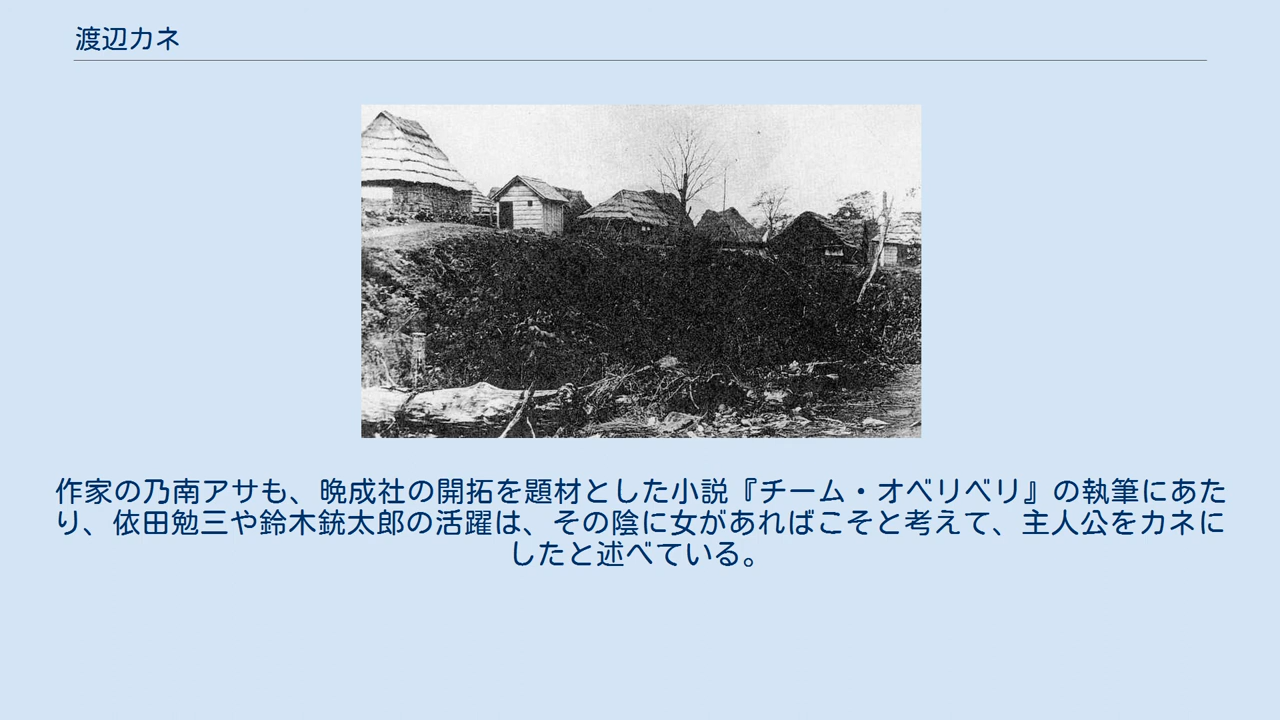 渡辺カネ
作家の乃南アサも、晩成社の開拓を題材とした小説『チーム・オベリベリ』の執筆にあた
り、依田勉三や鈴木銃太郎の活躍は、その陰に女があればこそと考えて、主人公をカネに
したと述べている。